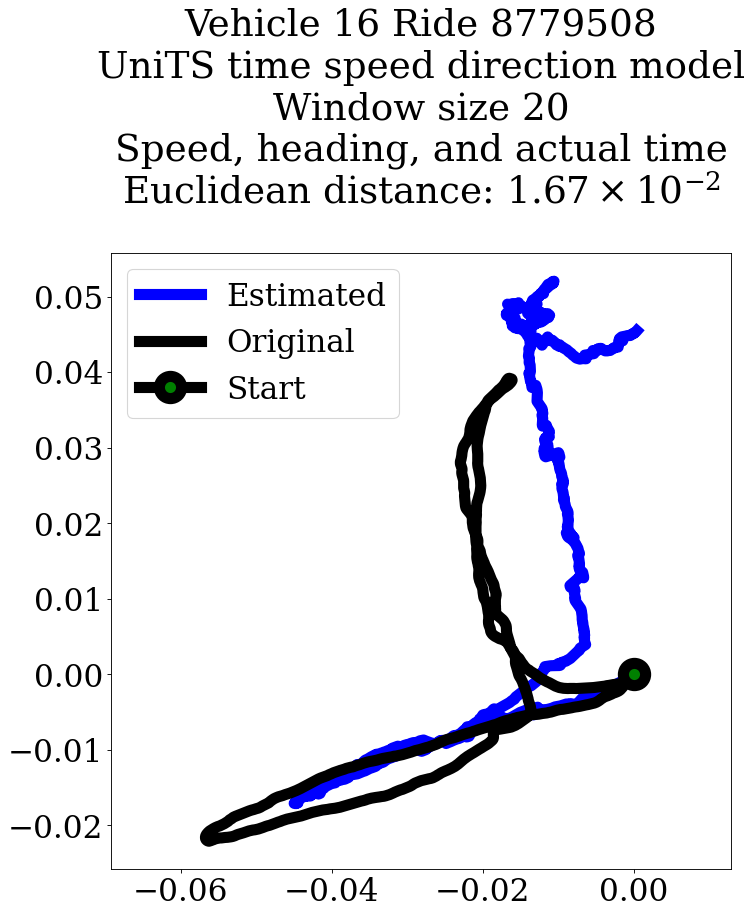 Vehicle 16 Ride 8779508
UniTS time speed direction model
Window size 20
Speed, heading, and actual time
Euclidean distance: 1.67 × 10⁻²
Estimated
Original
Start
0.05
0.04
0.03
0.02
0.01
0.00
−0.01
−0.02
−0.06 −0.04 −0.02 0.00